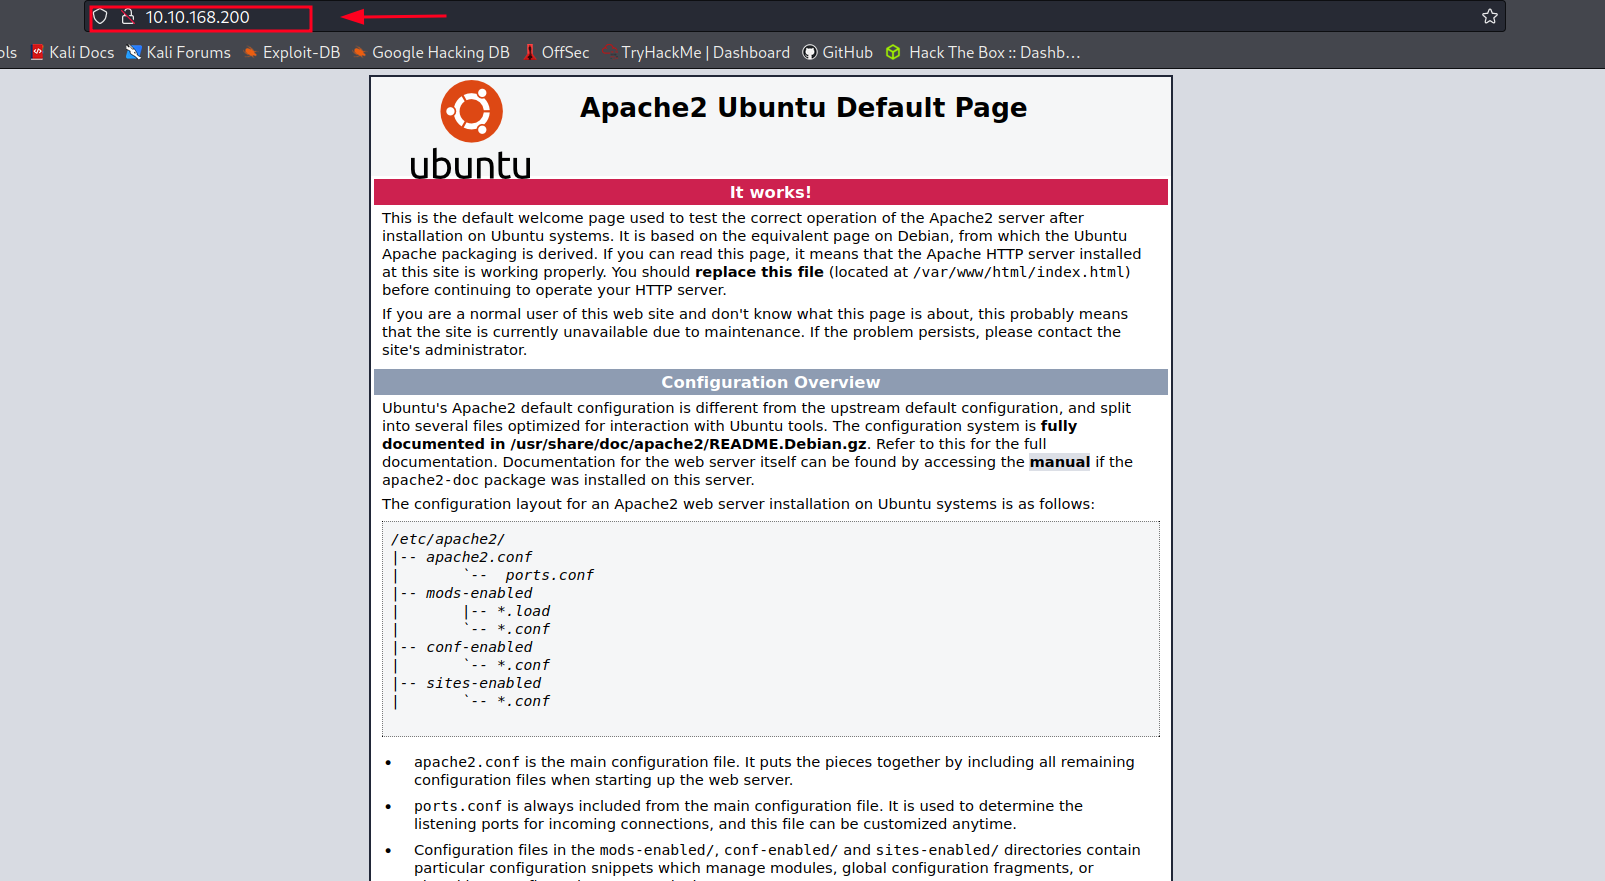 10.10.168.200
ols Kali Docs Kali Forums Exploit-DB Google Hacking DB OffSec TryHackMe | Dashboard GitHub Hack The Box :: Dashb…
ubuntu
Apache2 Ubuntu Default Page
It works!
This is the default welcome page used to test the correct operation of the Apache2 server after
installation on Ubuntu systems. It is based on the equivalent page on Debian, from which the Ubuntu
Apache packaging is derived. If you can read this page, it means that the Apache HTTP server installed
at this site is working properly. You should replace this file (located at /var/www/html/index.html)
before continuing to operate your HTTP server.
If you are a normal user of this web site and don't know what this page is about, this probably means
that the site is currently unavailable due to maintenance. If the problem persists, please contact the
site's administrator.
Configuration Overview
Ubuntu's Apache2 default configuration is different from the upstream default configuration, and split
into several files optimized for interaction with Ubuntu tools. The configuration system is fully
documented in /usr/share/doc/apache2/README.Debian.gz. Refer to this for the full
documentation. Documentation for the web server itself can be found by accessing the manual if the
apache2-doc package was installed on this server.
The configuration layout for an Apache2 web server installation on Ubuntu systems is as follows:
/etc/apache2/
|-- apache2.conf
|       `--  ports.conf
|-- mods-enabled
|       |-- *.load
|       `-- *.conf
|-- conf-enabled
|       `-- *.conf
|-- sites-enabled
|       `-- *.conf
• apache2.conf is the main configuration file. It puts the pieces together by including all remaining
configuration files when starting up the web server.
• ports.conf is always included from the main configuration file. It is used to determine the
listening ports for incoming connections, and this file can be customized anytime.
• Configuration files in the mods-enabled/, conf-enabled/ and sites-enabled/ directories contain
particular configuration snippets which manage modules, global configuration fragments, or